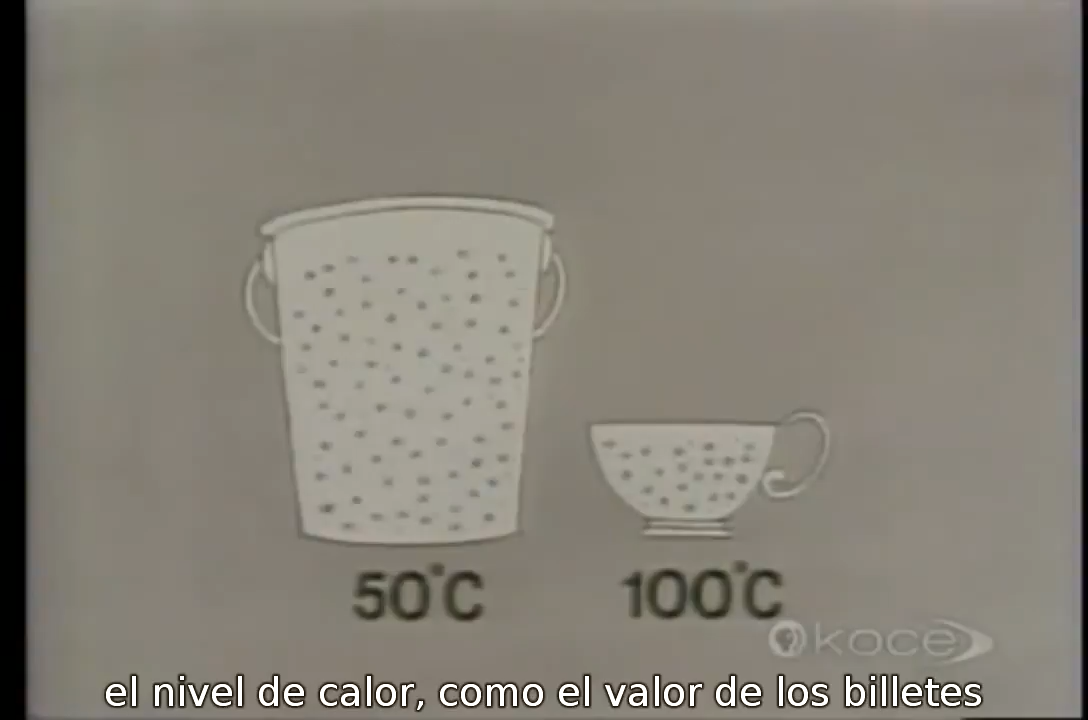 50°C
100°C
koce
el nivel de calor, como el valor de los billetes